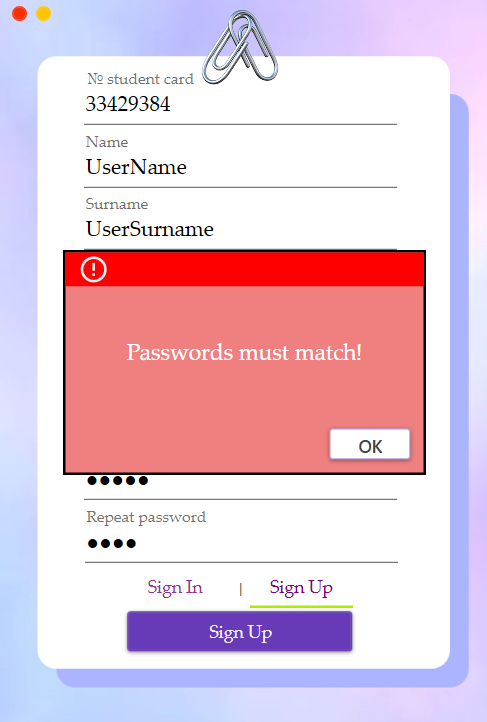 № student card
33429384
Name
UserName
Surname
UserSurname
Passwords must match!
OK
●●●●●
Repeat password
●●●●
Sign In | Sign Up
Sign Up